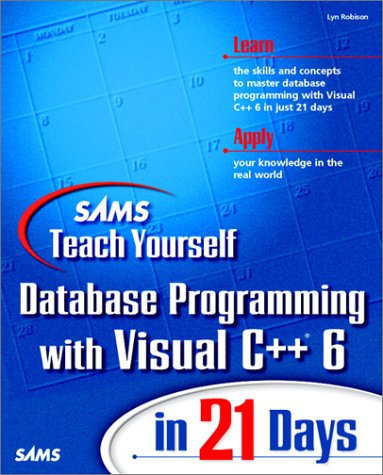 Lyn Robison
Learn
the skills and concepts
to master database
programming with Visual
C++ 6 in just 21 days
Apply
your knowledge in the
real world
SAMS
Teach Yourself
Database Programming
with Visual C++® 6
in 21 Days
SAMS